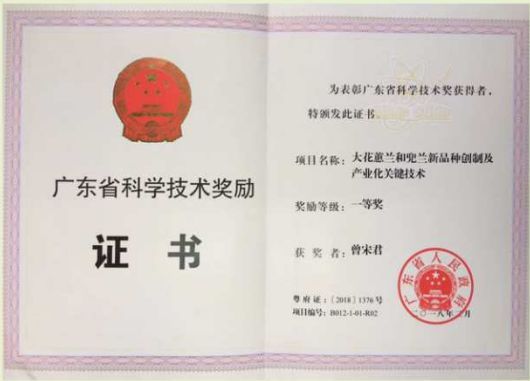 广东省科学技术奖励
证书
为表彰广东省科学技术奖获得者，
特颁发此证书
项目名称：大花蕙兰和兜兰新品种创制及
产业化关键技术
奖励等级：一等奖
获奖者：曾宋君
广东省人民政府
粤府证：〔2018〕1376号
项目编号：B012-1-01-R02